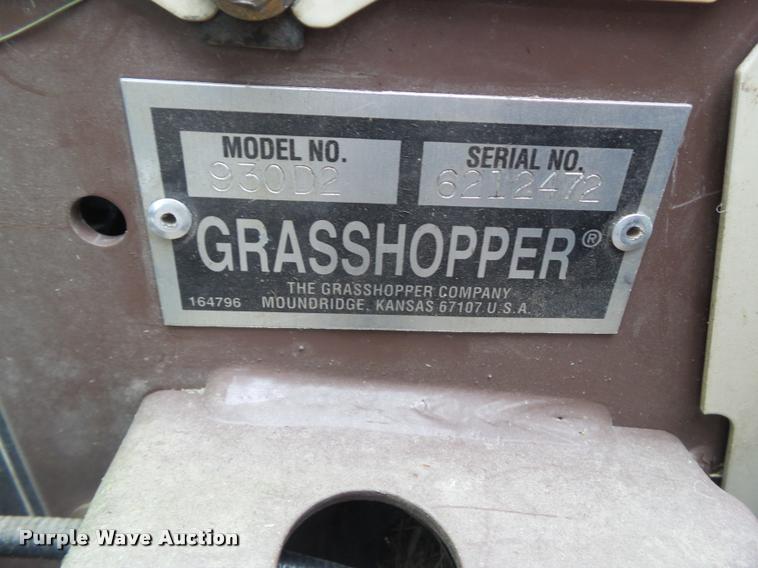 MODEL NO.
930D2
SERIAL NO.
6212472
GRASSHOPPER®
THE GRASSHOPPER COMPANY
164796 MOUNDRIDGE, KANSAS 67107 U.S.A.
Purple Wave Auction